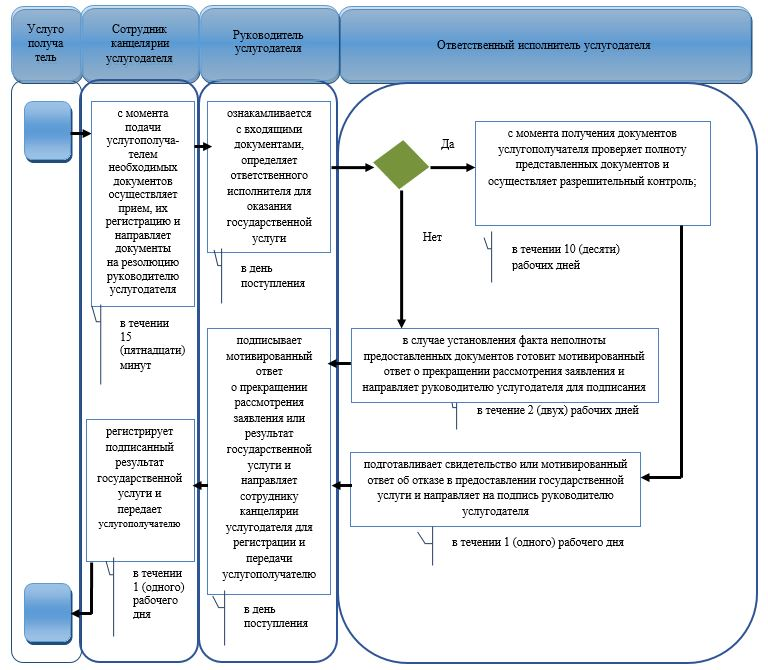 Услуго
получа
тель
Сотрудник
канцелярии
услугодателя
Руководитель
услугодателя
Ответственный исполнитель услугодателя
с момента
подачи
услугополуча-
телем
необходимых
документов
осуществляет
прием, их
регистрацию и
направляет
документы
на резолюцию
руководителю
услугодателя
в течении
15
(пятнадцати)
минут
ознакамливается
с входящими
документами,
определяет
ответственного
исполнителя для
оказания
государственной
услуги
в день
поступления
Да
Нет
с момента получения документов
услугополучателя проверяет полноту
представленных документов и
осуществляет разрешительный контроль;
в течении 10 (десяти)
рабочих дней
в случае установления факта неполноты
предоставленных документов готовит мотивированный
ответ о прекращении рассмотрения заявления и
направляет руководителю услугодателя для подписания
в течение 2 (двух) рабочих дней
подготавливает свидетельство или мотивированный
ответ об отказе в предоставлении государственной
услуги и направляет на подпись руководителю
услугодателя
в течении 1 (одного) рабочего дня
подписывает
мотивированный
ответ
о прекращении
рассмотрения
заявления или
результат
государственной
услуги и
направляет
сотруднику
канцелярии
услугодателя для
регистрации и
передачи
услугополучателю
в день
поступления
регистрирует
подписанный
результат
государственной
услуги и
передает
услугополучателю
в течении
1 (одного)
рабочего
дня